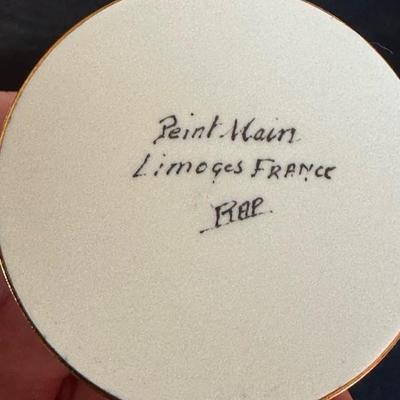 Peint Main
Limoges FRANCE